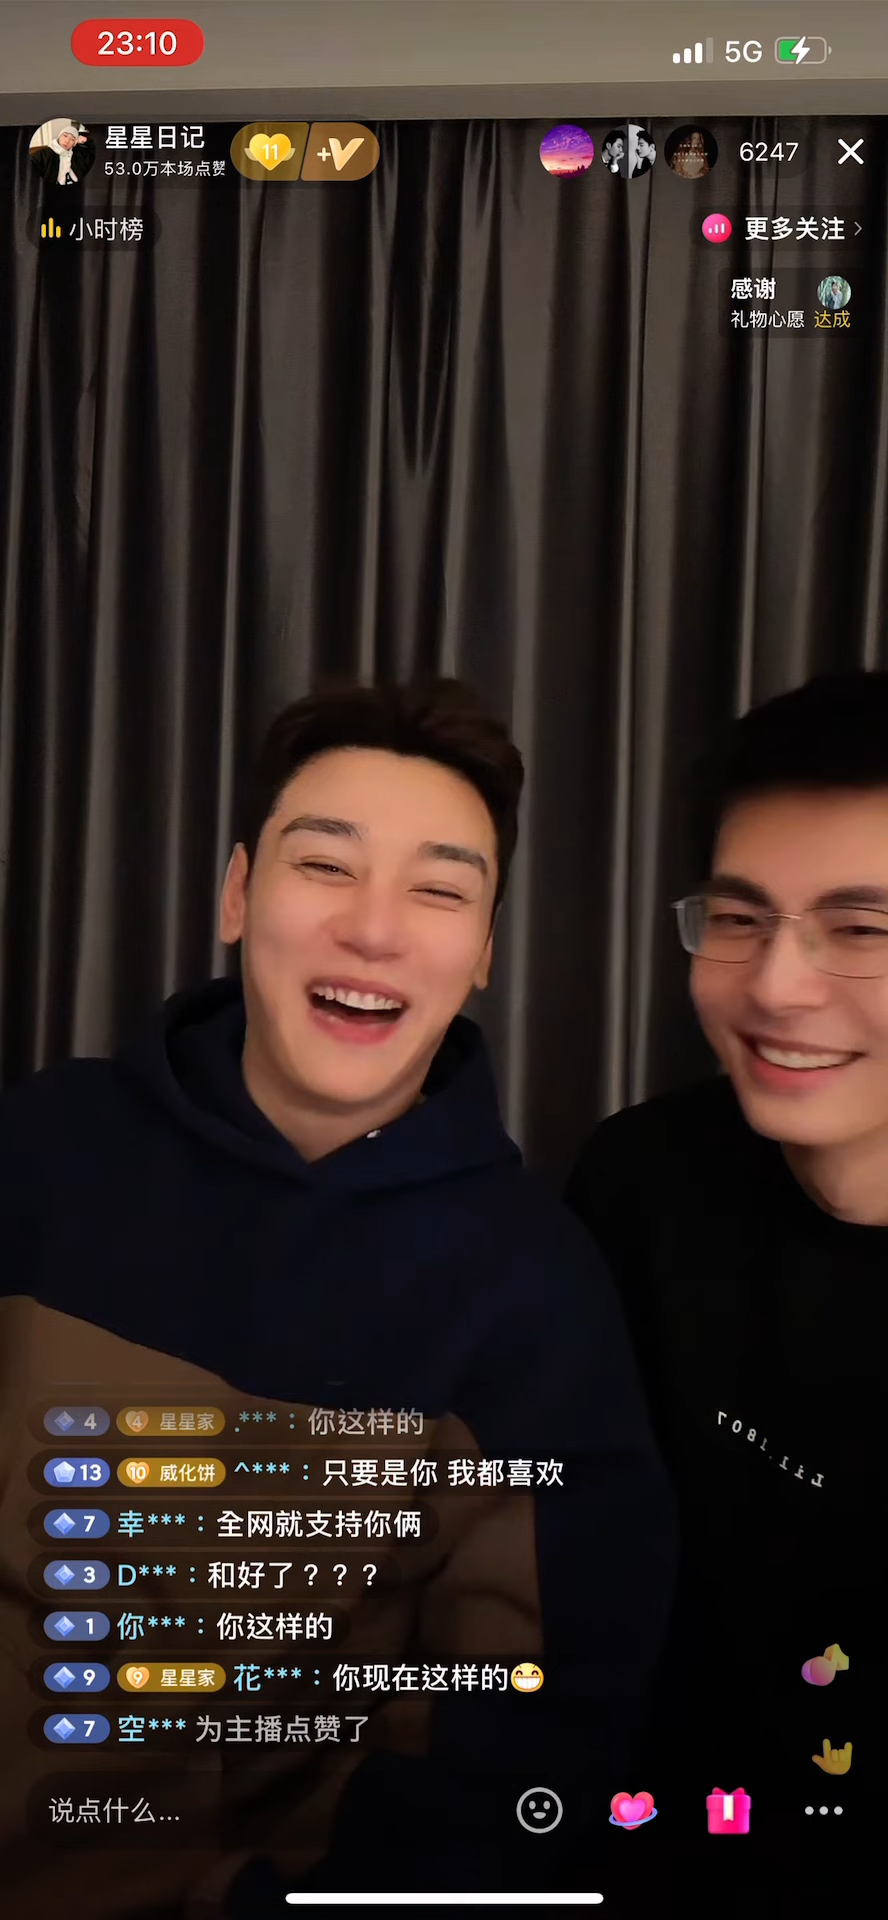 23:10
5G
星星日记
53.0万本场点赞
11
+
6247
小时榜
更多关注
感谢
礼物心愿 达成
LiL.1807
4 4 星星家 .***：你这样的
13 10 威化饼 ^***：只要是你 我都喜欢
7 幸***：全网就支持你俩
3 D***：和好了？？？
1 你***：你这样的
9 9 星星家 花***：你现在这样的😁
7 空*** 为主播点赞了
说点什么...